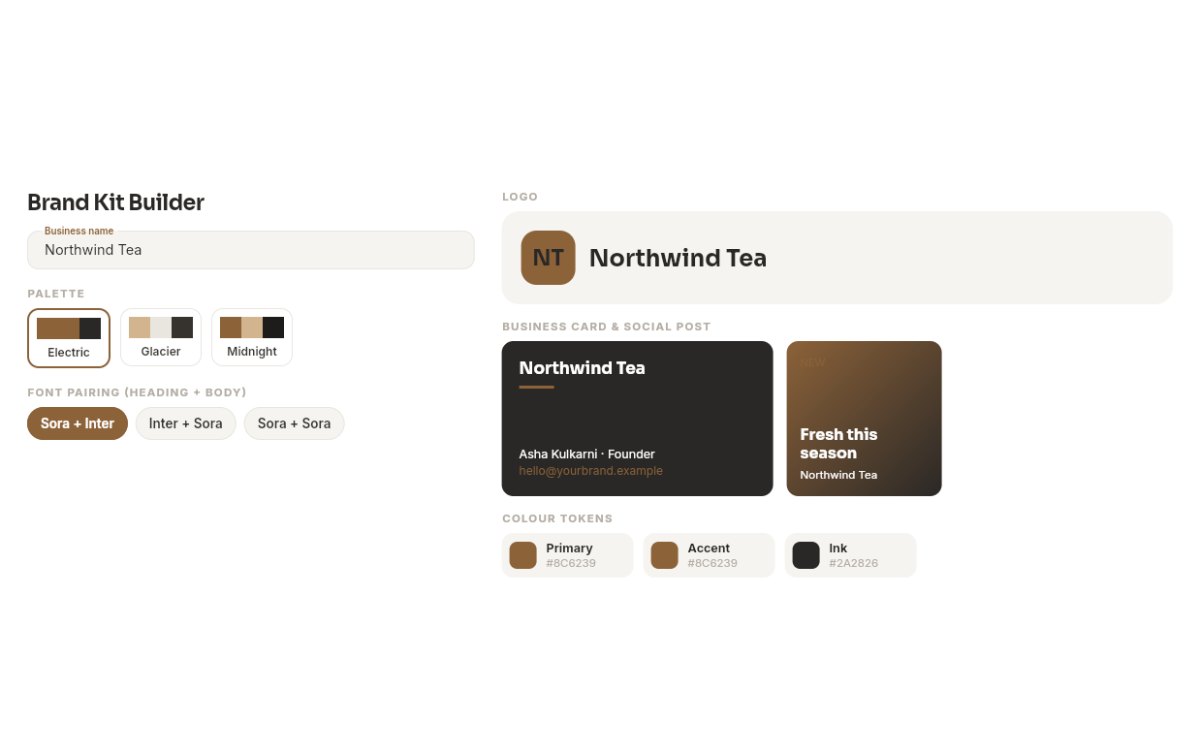 Brand Kit Builder
Business name
Northwind Tea
PALETTE
Electric
Glacier
Midnight
FONT PAIRING (HEADING + BODY)
Sora + Inter
Inter + Sora
Sora + Sora
LOGO
NT
Northwind Tea
BUSINESS CARD & SOCIAL POST
Northwind Tea
Asha Kulkarni · Founder
hello@yourbrand.example
NEW
Fresh this
season
Northwind Tea
COLOUR TOKENS
Primary
#8C6239
Accent
#8C6239
Ink
#2A2826